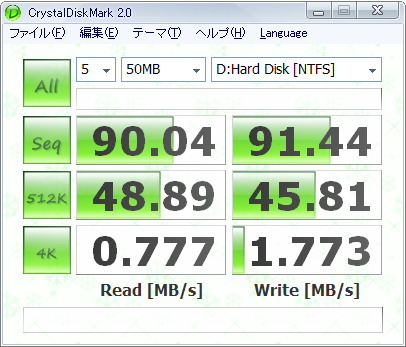 CrystalDiskMark 2.0
ファイル(F) 編集(E) テーマ(T) ヘルプ(H) Language
All 5 50MB D:Hard Disk [NTFS]
Seq 90.04 91.44
512K 48.89 45.81
4K 0.777 1.773
Read [MB/s] Write [MB/s]